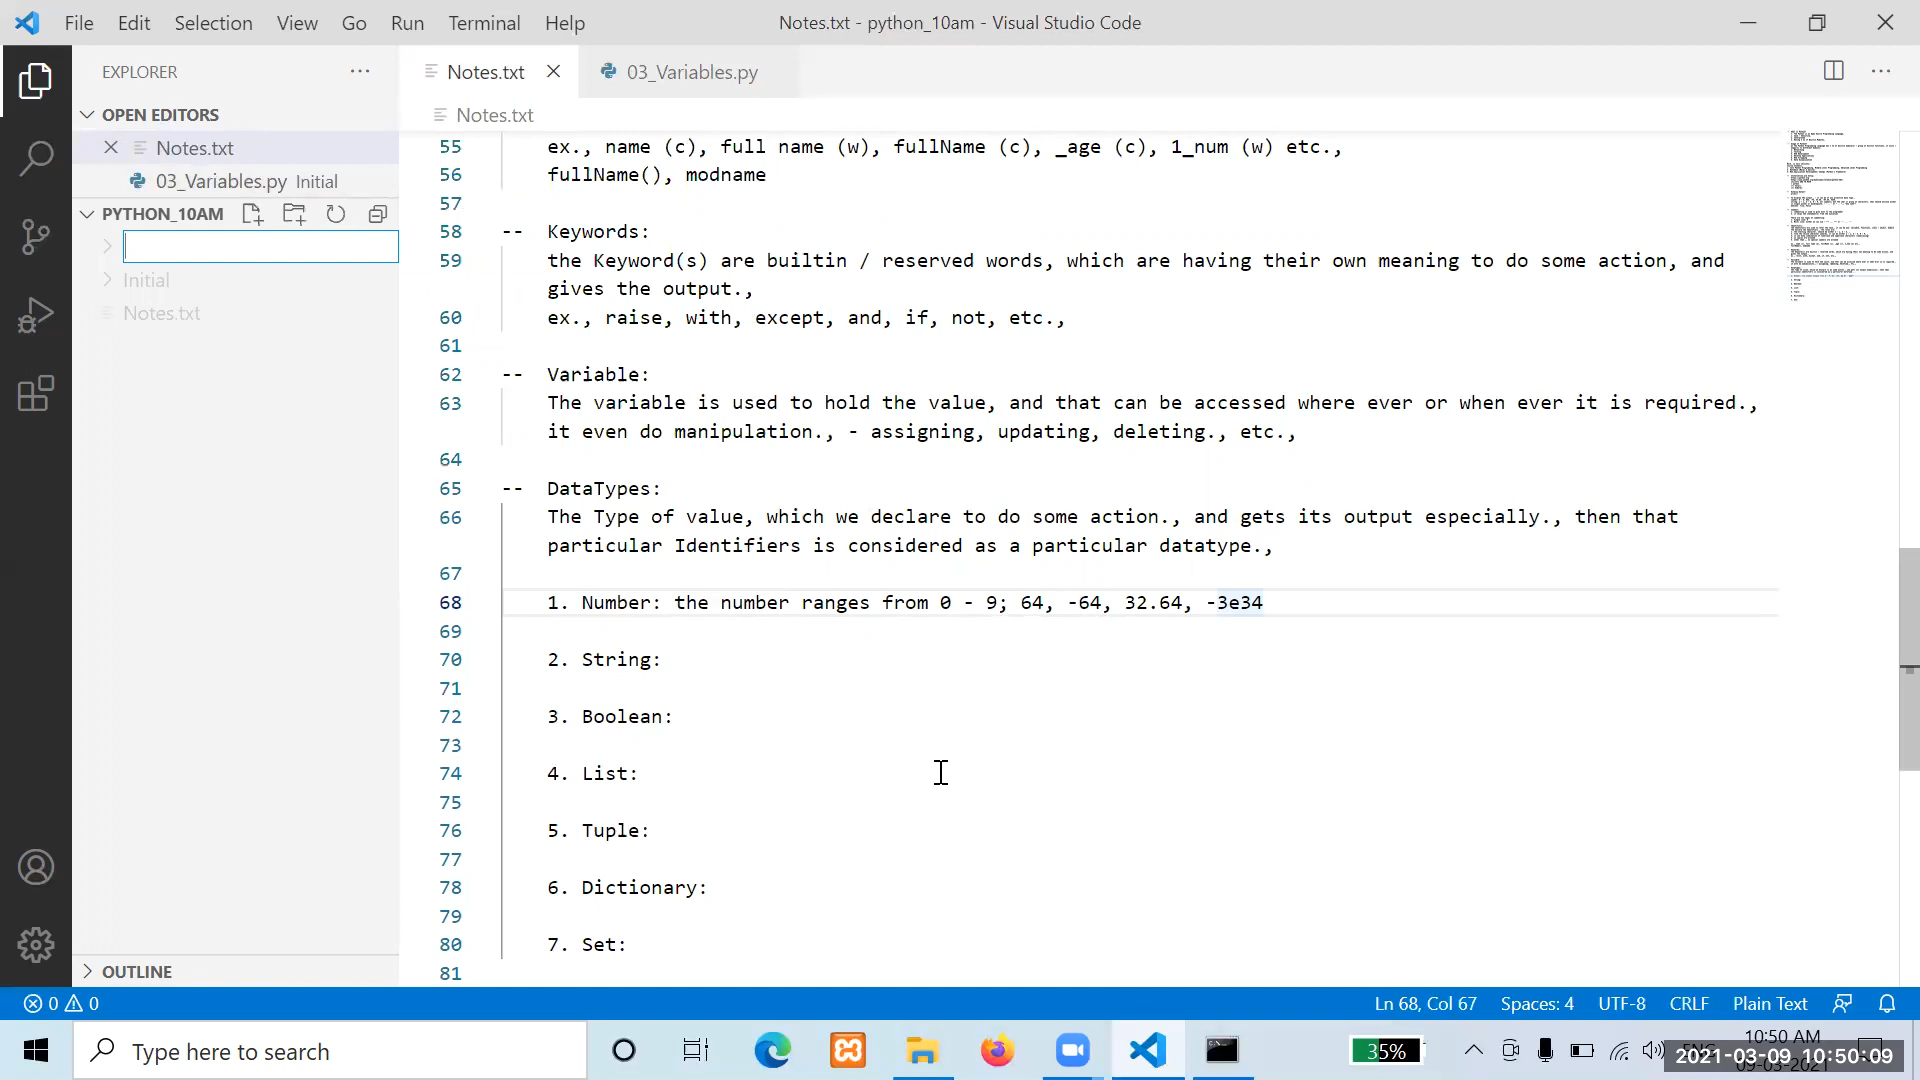 File Edit Selection View Go Run Terminal Help
Notes.txt - python_10am - Visual Studio Code
EXPLORER
OPEN EDITORS
Notes.txt
03_Variables.py Initial
PYTHON_10AM
Initial
Notes.txt
OUTLINE
Notes.txt
03_Variables.py
Notes.txt
55 ex., name (c), full name (w), fullName (c), _age (c), 1_num (w) etc.,
56 fullName(), modname
57
58 -- Keywords:
59 the Keyword(s) are builtin / reserved words, which are having their own meaning to do some action, and
gives the output.,
60 ex., raise, with, except, and, if, not, etc.,
61
62 -- Variable:
63 The variable is used to hold the value, and that can be accessed where ever or when ever it is required.,
it even do manipulation., - assigning, updating, deleting., etc.,
64
65 -- DataTypes:
66 The Type of value, which we declare to do some action., and gets its output especially., then that
particular Identifiers is considered as a particular datatype.,
67
68 1. Number: the number ranges from 0 - 9; 64, -64, 32.64, -3e34
69
70 2. String:
71
72 3. Boolean:
73
74 4. List:
75
76 5. Tuple:
77
78 6. Dictionary:
79
80 7. Set:
81
0 0
Ln 68, Col 67 Spaces: 4 UTF-8 CRLF Plain Text
Type here to search
35%
10:50 AM
2021-03-09 10:50:09